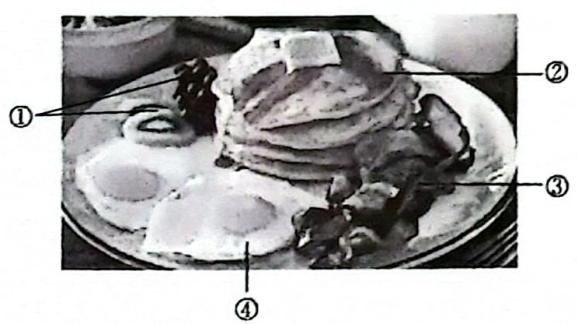 ①
②
③
④